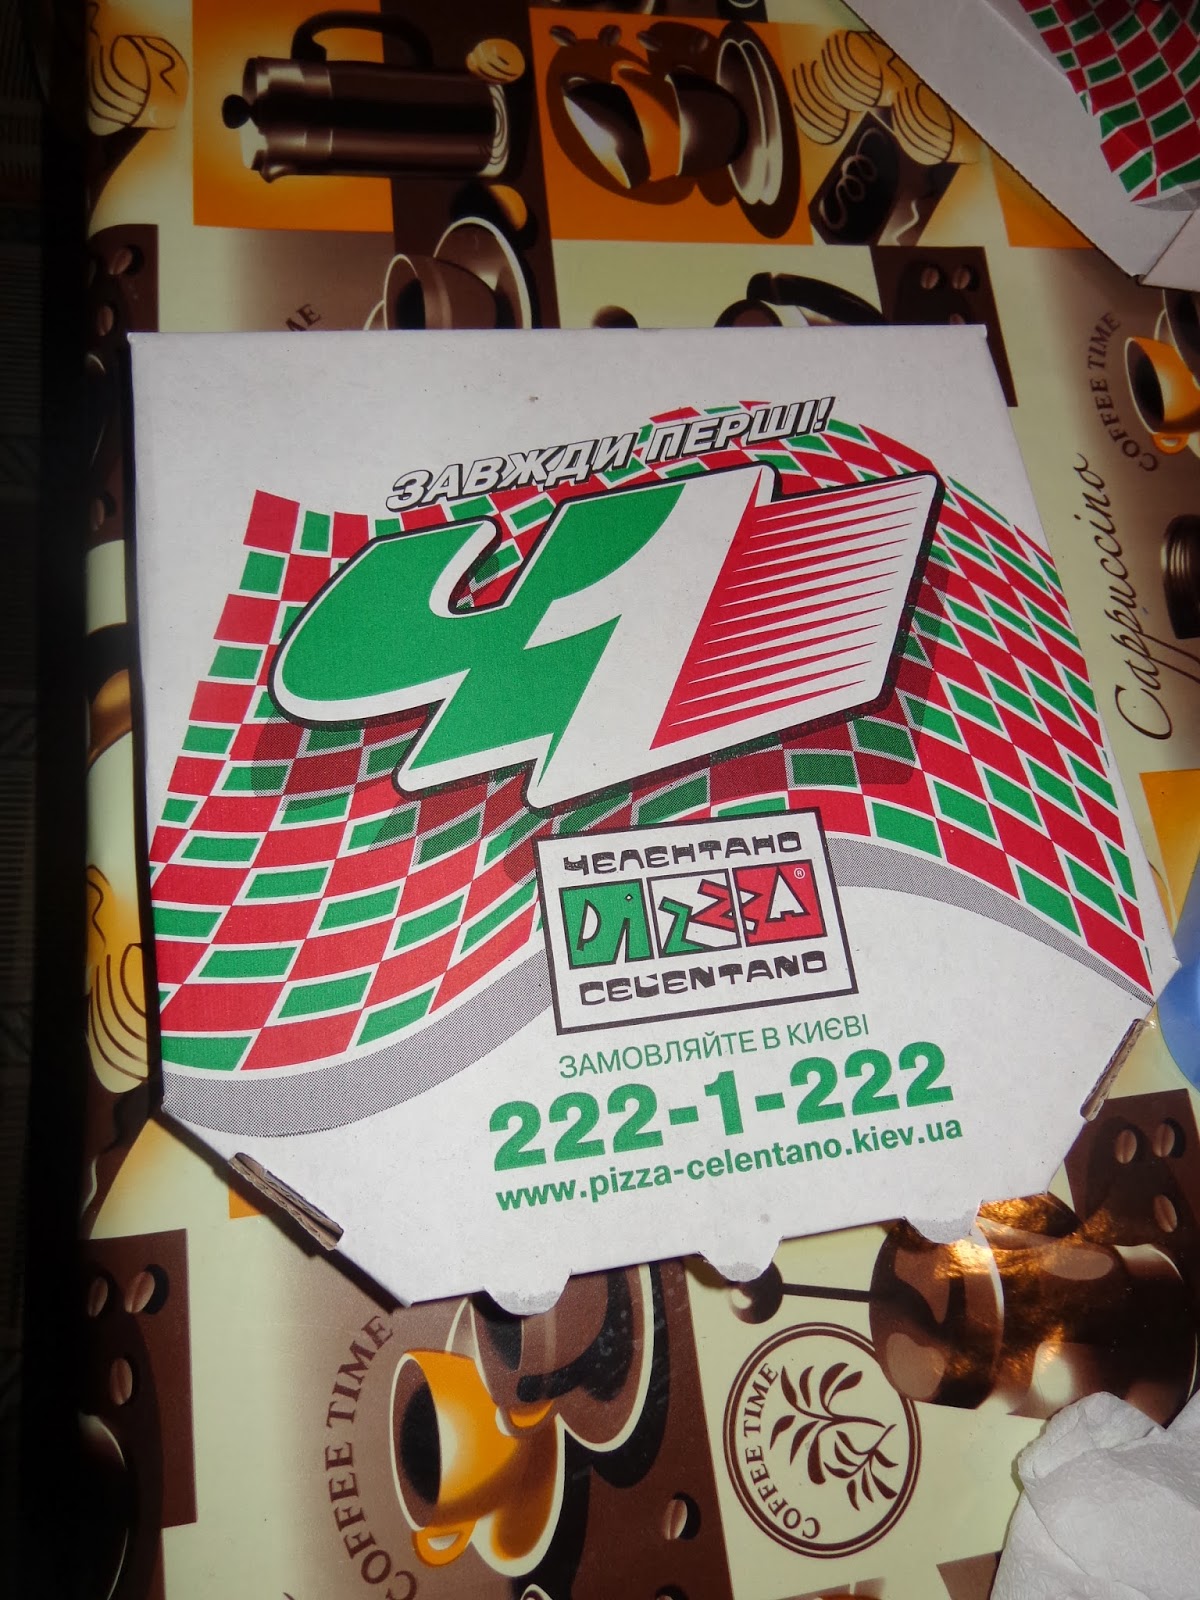 ЗАВЖДИ ПЕРШІ!
Ч1
ЧЕЛЕНТАНО
PIZZA®
CELENTANO
ЗАМОВЛЯЙТЕ В КИЄВІ
222-1-222
www.pizza-celentano.kiev.ua
COFFEE TIME
Cappuccino
TIME
COFFEE TIME
COFFEE TIME